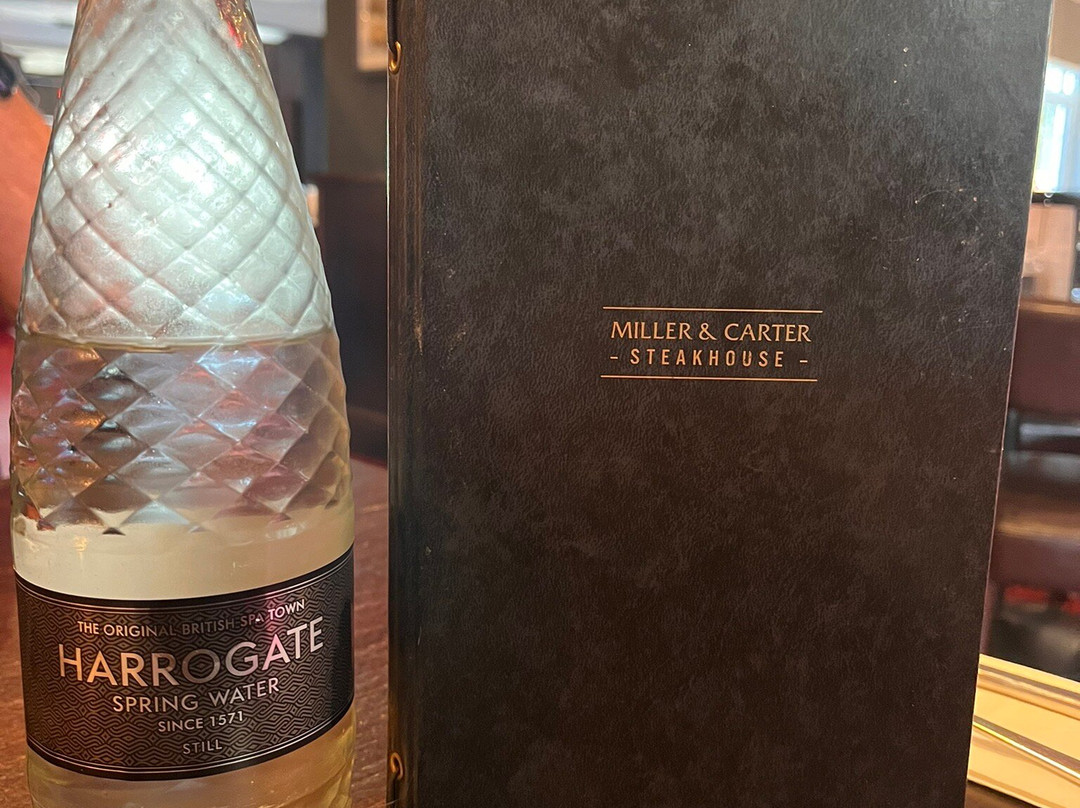 THE ORIGINAL BRITISH SPA TOWN
HARROGATE
SPRING WATER
SINCE 1571
STILL
MILLER & CARTER
- STEAKHOUSE -